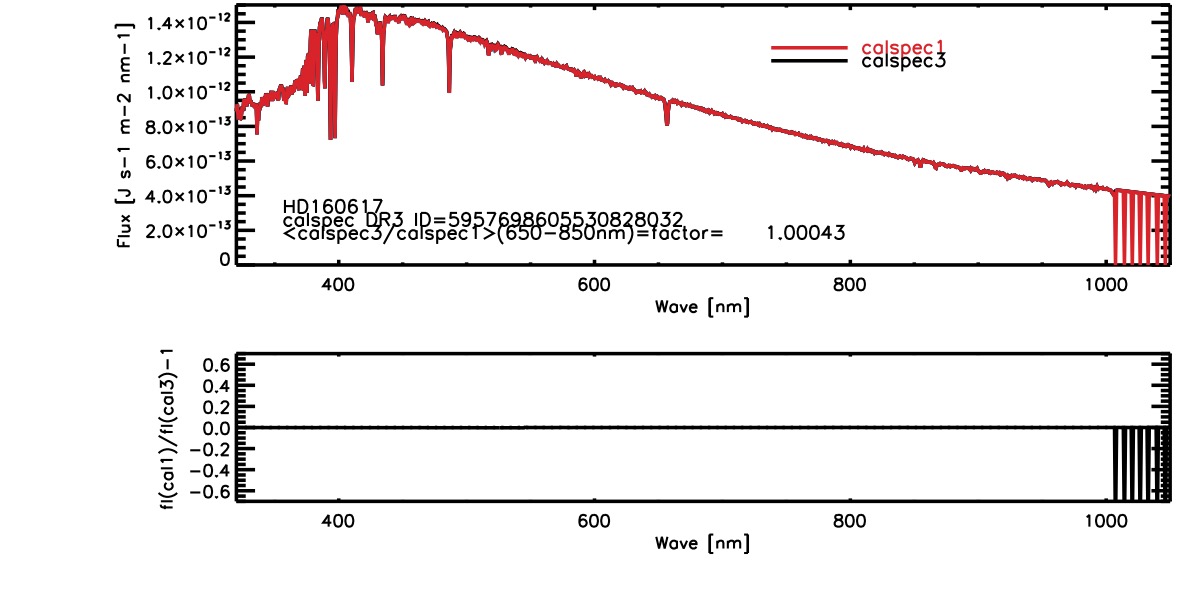 Flux [J s−1 m−2 nm−1]
1.4×10−12
1.2×10−12
1.0×10−12
8.0×10−13
6.0×10−13
4.0×10−13
2.0×10−13
0
calspec1
calspec3
HD160617
calspec DR3 ID=5957698605530828032
<calspec3/calspec1>(650−850nm)=factor= 1.00043
400 600 800 1000
Wave [nm]
fl(cal1)/fl(cal3)−1
0.6
0.4
0.2
0.0
−0.2
−0.4
−0.6
400 600 800 1000
Wave [nm]